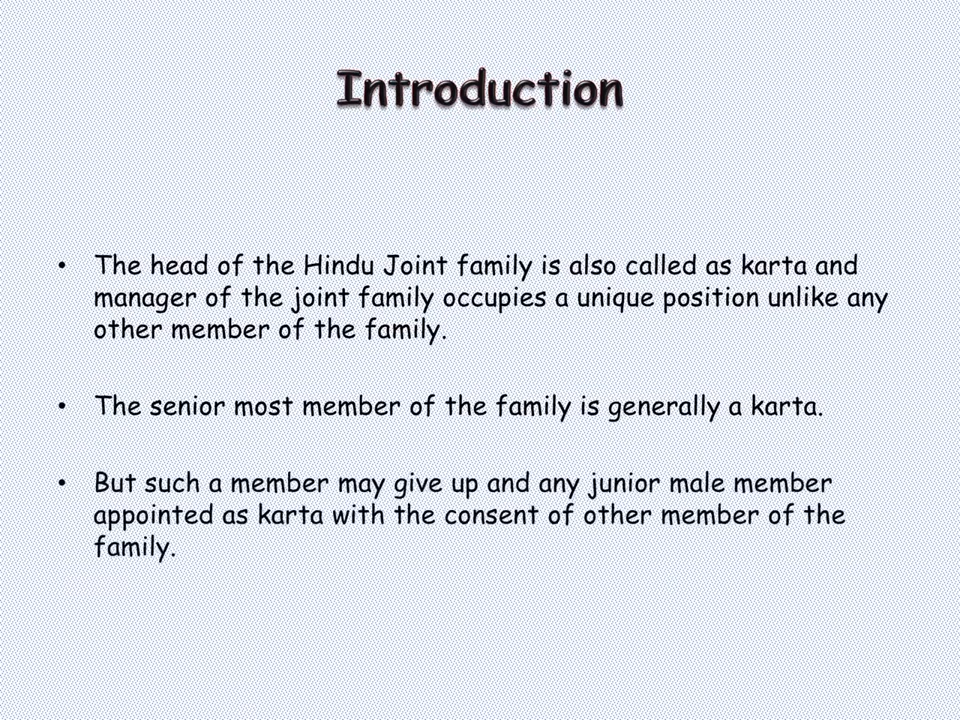 Introduction
• The head of the Hindu Joint family is also called as karta and
manager of the joint family occupies a unique position unlike any
other member of the family.
• The senior most member of the family is generally a karta.
• But such a member may give up and any junior male member
appointed as karta with the consent of other member of the
family.